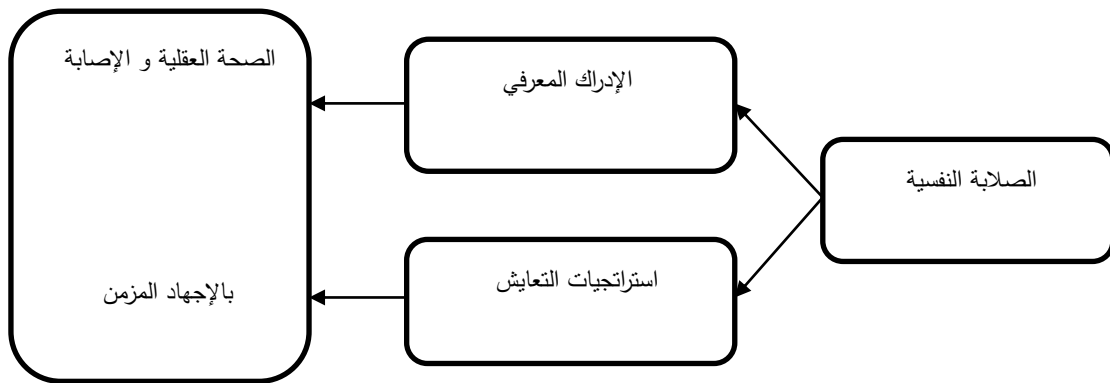 الصلابة النفسية
الإدراك المعرفي
استراتجيات التعايش
الصحة العقلية و الإصابة
بالإجهاد المزمن